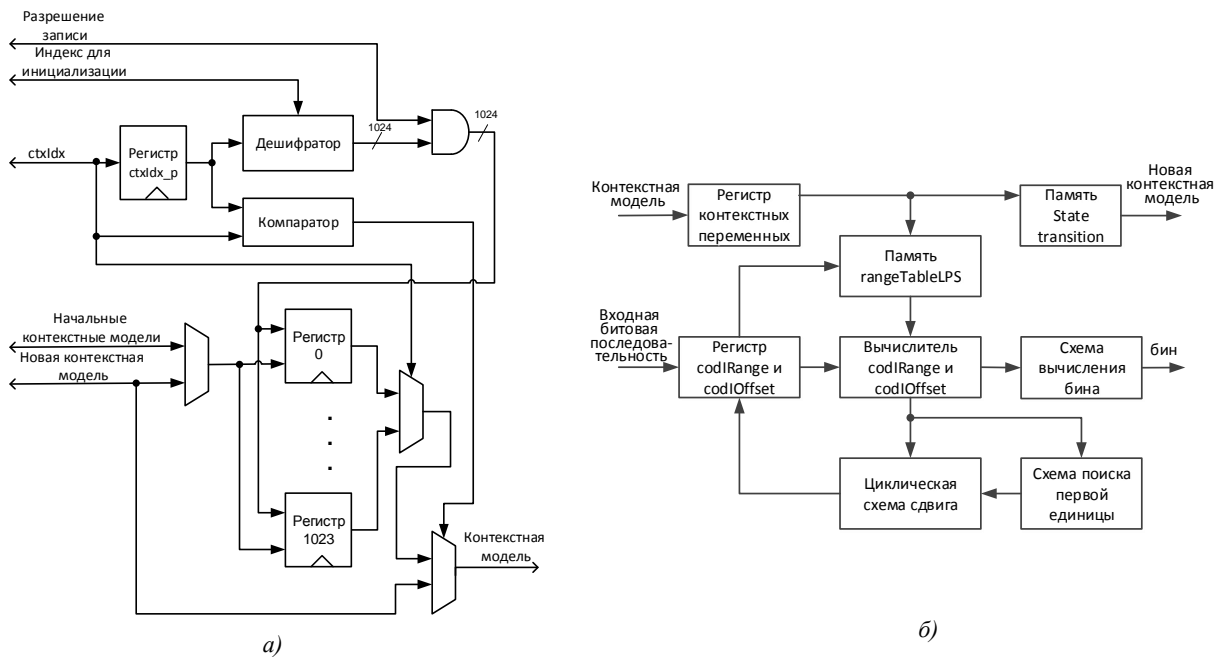 Разрешение
записи
Индекс для
инициализации
ctxIdx
Регистр
ctxIdx_p
Дешифратор
1024
1024
Компаратор
Начальные
контекстные модели
Новая контекстная
модель
Регистр
0
.
.
.
Регистр
1023
Контекстная
модель
а)
Контекстная
модель
Регистр
контекстных
переменных
Память
State
transition
Новая
контекстная
модель
Память
rangeTableLPS
Входная
битовая
последова-
тельность
Регистр
codIRange и
codIOffset
Вычислитель
codIRange и
codIOffset
Схема
вычисления
бина
бин
Циклическая
схема сдвига
Схема поиска
первой
единицы
б)